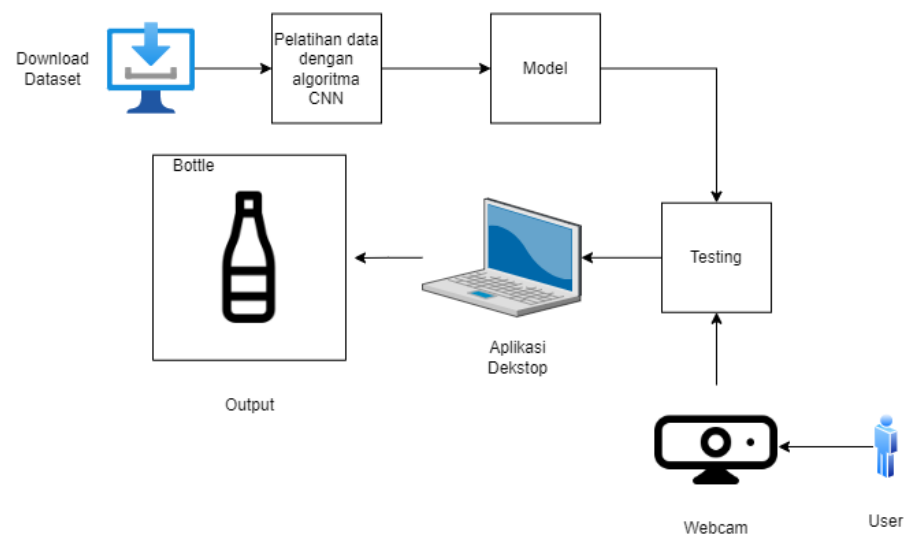 Download
Dataset
Pelatihan data
dengan
algoritma
CNN
Model
Bottle
Testing
Aplikasi
Dekstop
Output
Webcam
User